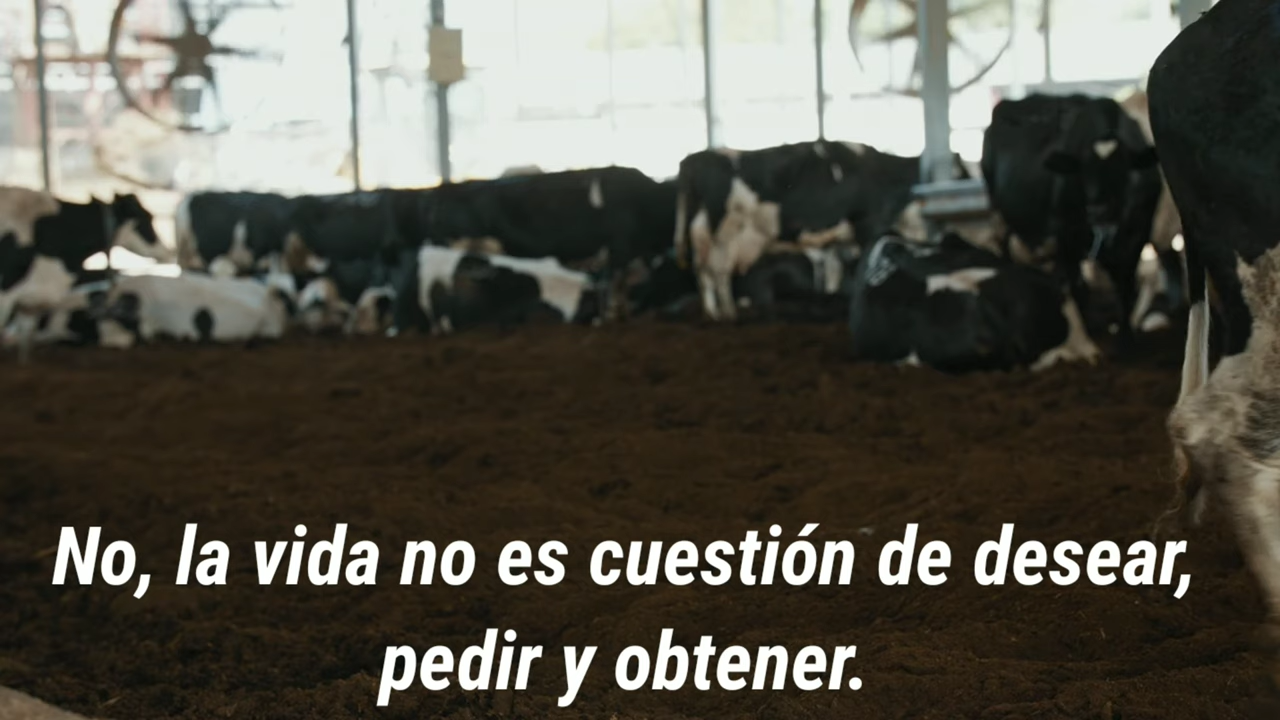 No, la vida no es cuestión de desear,
pedir y obtener.